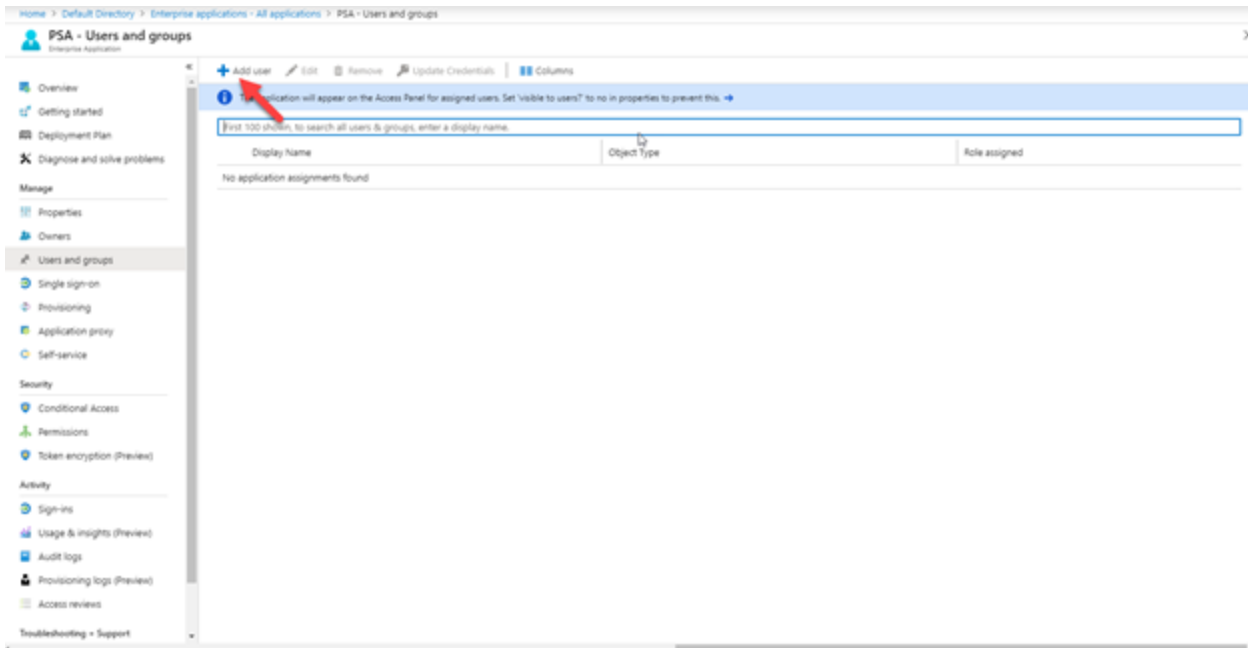 Home > Default Directory > Enterprise applications - All applications > PSA - Users and groups
PSA - Users and groups
Enterprise Application
Overview
Getting started
Deployment Plan
Diagnose and solve problems
Manage
Properties
Owners
Users and groups
Single sign-on
Provisioning
Application proxy
Self-service
Security
Conditional Access
Permissions
Token encryption (Preview)
Activity
Sign-ins
Usage & insights (Preview)
Audit logs
Provisioning logs (Preview)
Access reviews
Troubleshooting + Support
Add user Edit Remove Update Credentials Columns
application will appear on the Access Panel for assigned users. Set 'visible to users?' to no in properties to prevent this.
First 100 shown, to search all users & groups, enter a display name.
Display Name Object Type Role assigned
No application assignments found